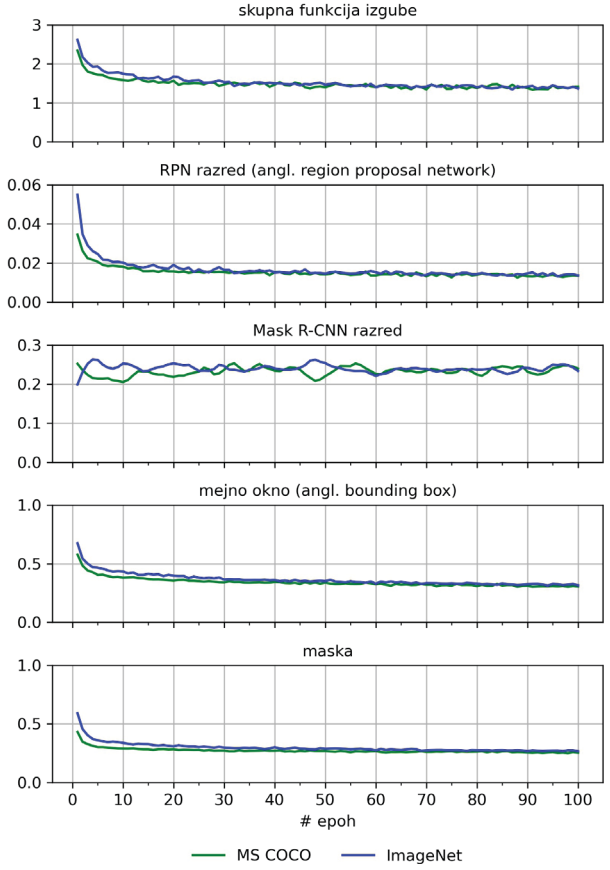 skupna funkcija izgube
3
2
1
0
RPN razred (angl. region proposal network)
0.06
0.04
0.02
0.00
Mask R-CNN razred
0.3
0.2
0.1
0.0
mejno okno (angl. bounding box)
1.0
0.5
0.0
maska
1.0
0.5
0.0
0 10 20 30 40 50 60 70 80 90 100
# epoh
MS COCO ImageNet